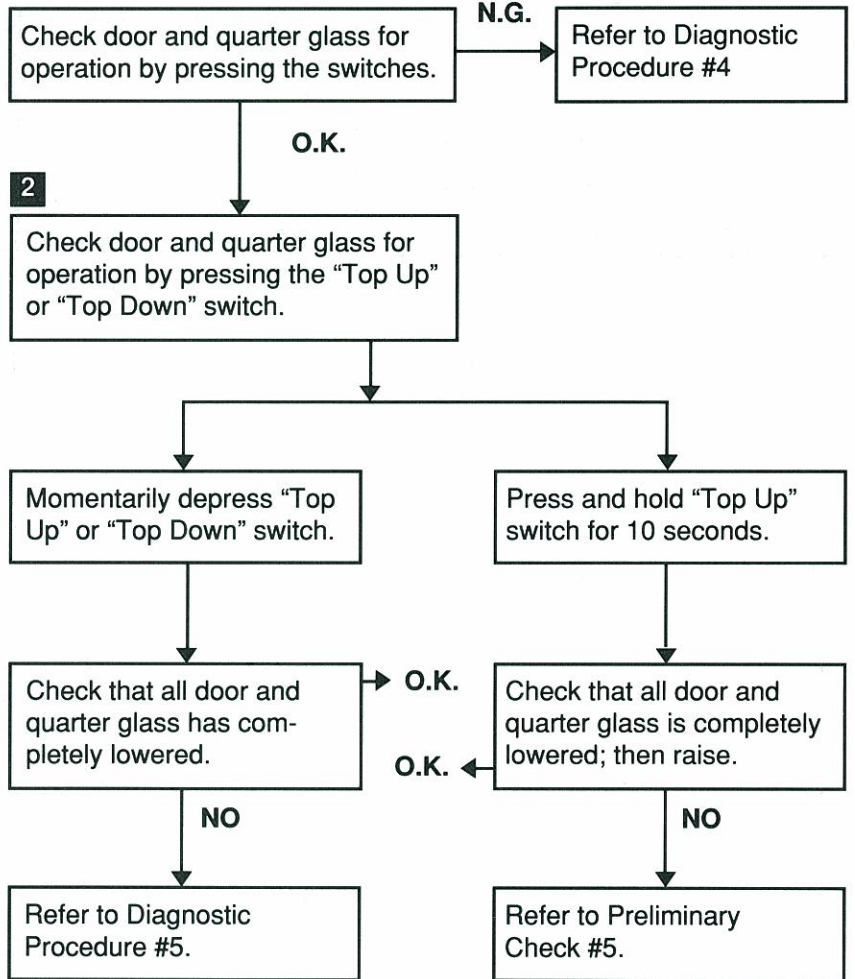 Check door and quarter glass for
operation by pressing the switches.
N.G.
Refer to Diagnostic
Procedure #4
O.K.
2
Check door and quarter glass for
operation by pressing the “Top Up”
or “Top Down” switch.
Momentarily depress “Top
Up” or “Top Down” switch.
Press and hold “Top Up”
switch for 10 seconds.
Check that all door and
quarter glass has com-
pletely lowered.
O.K.
Check that all door and
quarter glass is completely
lowered; then raise.
O.K.
NO
NO
Refer to Diagnostic
Procedure #5.
Refer to Preliminary
Check #5.